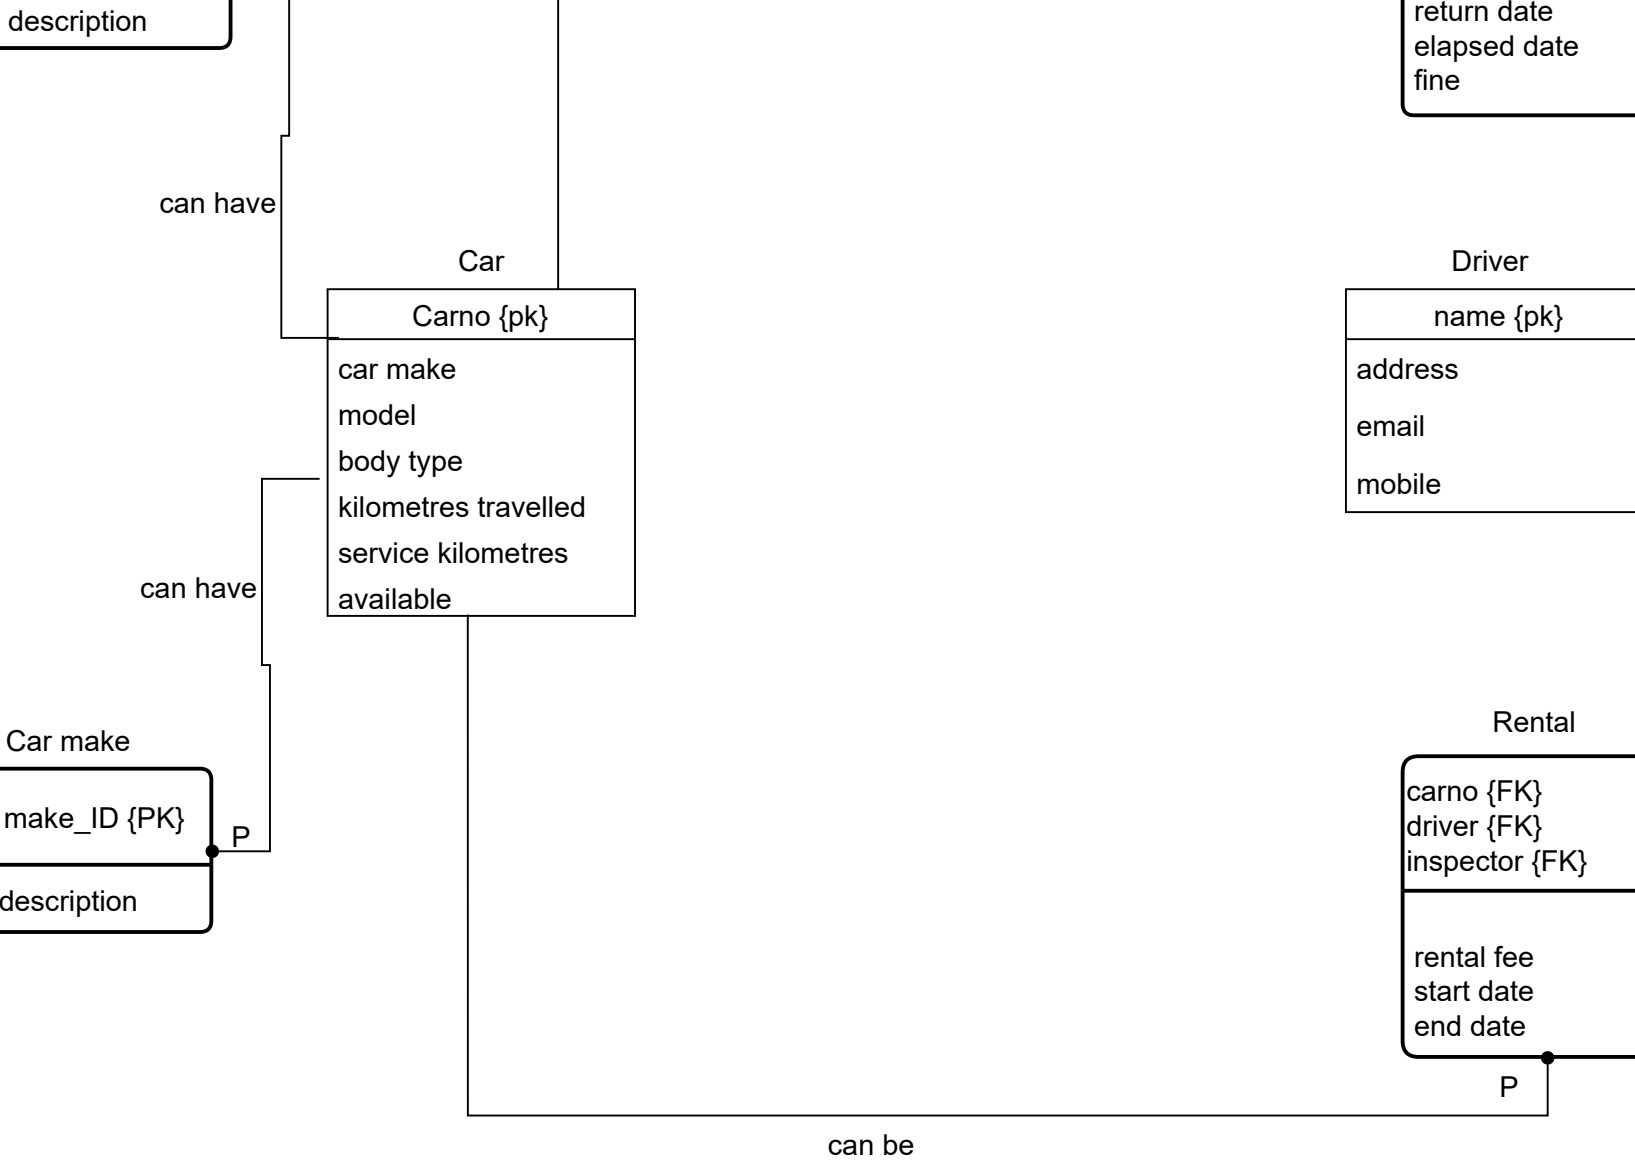 description
return date
elapsed date
fine
can have
Car
Carno {pk}
car make
model
body type
kilometres travelled
service kilometres
available
Driver
name {pk}
address
email
mobile
can have
Car make
make_ID {PK}
P
description
Rental
carno {FK}
driver {FK}
inspector {FK}
rental fee
start date
end date
P
can be